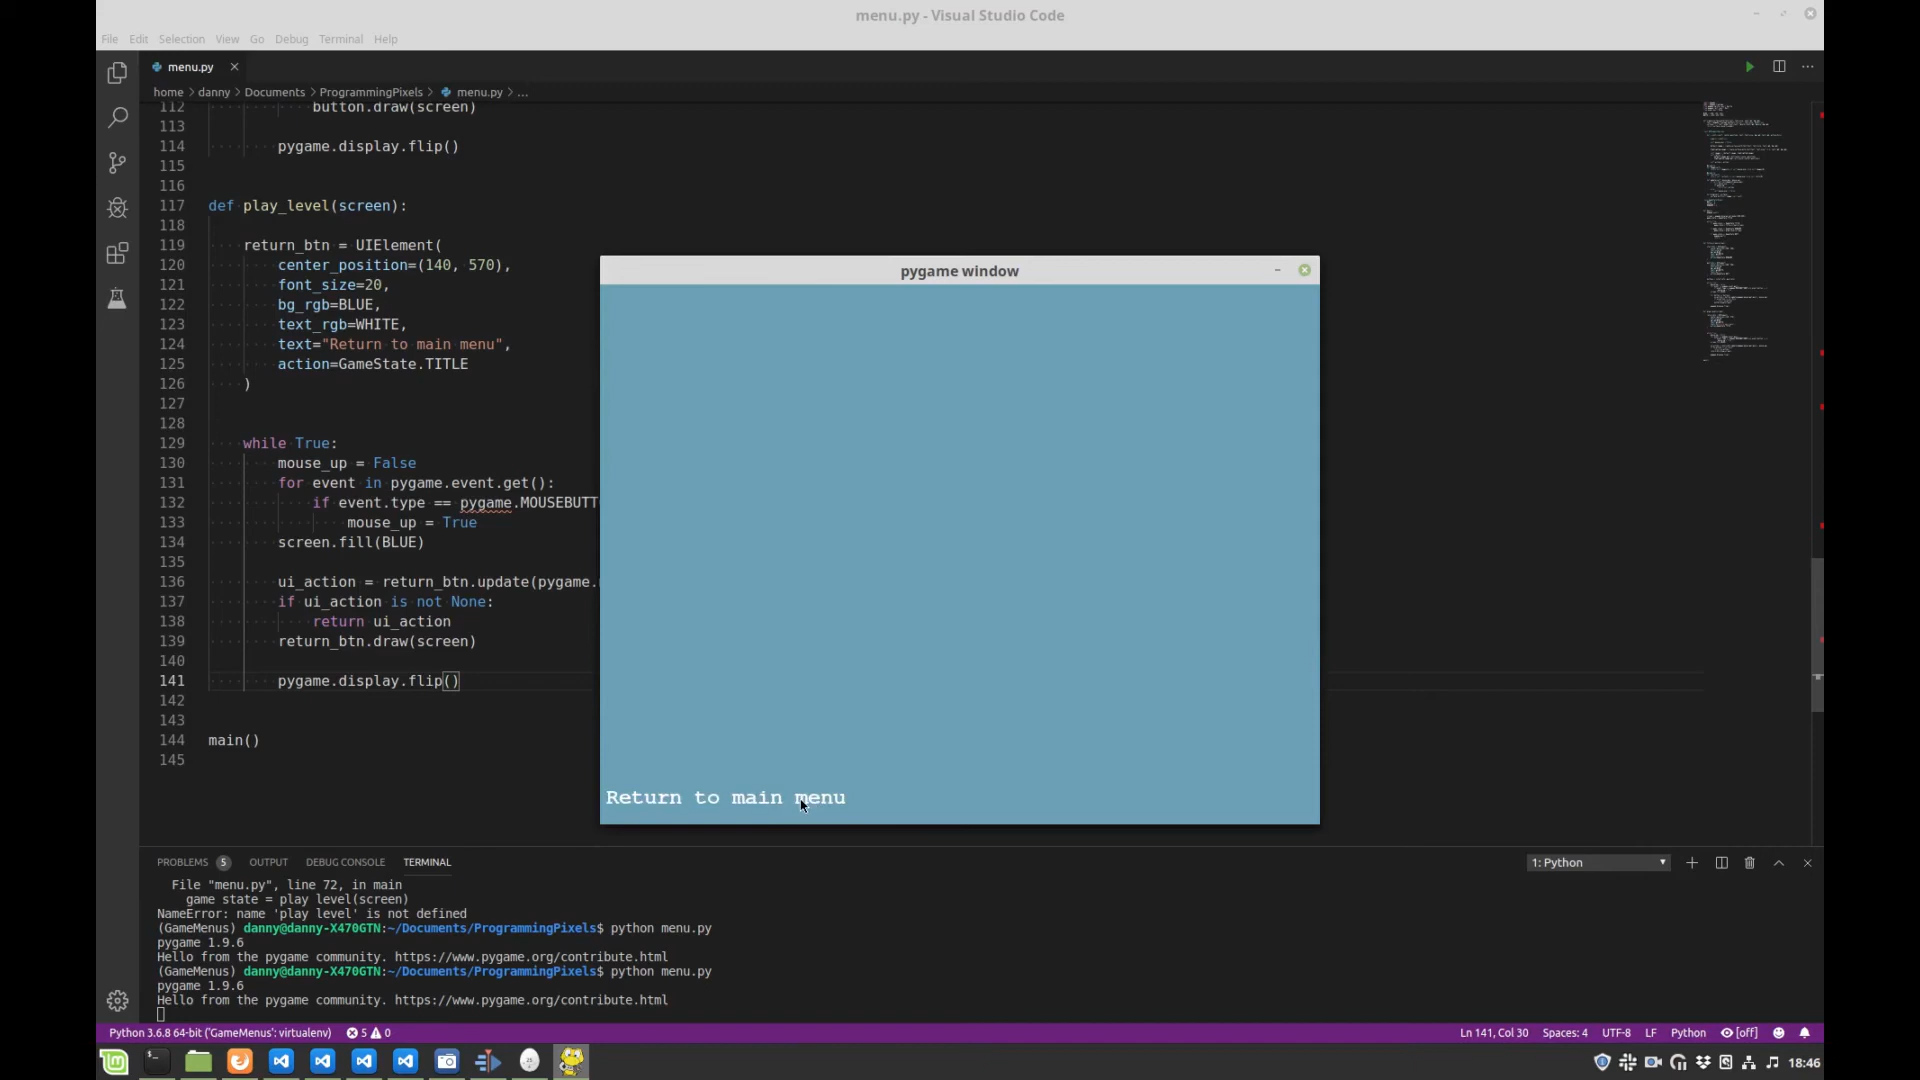 menu.py - Visual Studio Code
File Edit Selection View Go Debug Terminal Help
menu.py
home > danny > Documents > ProgrammingPixels > menu.py > ...
112 button.draw(screen)
113
114 pygame.display.flip()
115
116
117 def play_level(screen):
118
119 return_btn = UIElement(
120 center_position=(140, 570),
121 font_size=20,
122 bg_rgb=BLUE,
123 text_rgb=WHITE,
124 text="Return to main menu",
125 action=GameState.TITLE
126 )
127
128
129 while True:
130 mouse_up = False
131 for event in pygame.event.get():
132 if event.type == pygame.MOUSEBUTT
133 mouse_up = True
134 screen.fill(BLUE)
135
136 ui_action = return_btn.update(pygame.
137 if ui_action is not None:
138 return ui_action
139 return_btn.draw(screen)
140
141 pygame.display.flip()
142
143
144 main()
145
pygame window
Return to main menu
PROBLEMS 5 OUTPUT DEBUG CONSOLE TERMINAL 1: Python
File "menu.py", line 72, in main
game state = play level(screen)
NameError: name 'play level' is not defined
(GameMenus) danny@danny-X470GTN:~/Documents/ProgrammingPixels$ python menu.py
pygame 1.9.6
Hello from the pygame community. https://www.pygame.org/contribute.html
(GameMenus) danny@danny-X470GTN:~/Documents/ProgrammingPixels$ python menu.py
pygame 1.9.6
Hello from the pygame community. https://www.pygame.org/contribute.html
Python 3.6.8 64-bit ('GameMenus': virtualenv) 5 0 Ln 141, Col 30 Spaces: 4 UTF-8 LF Python [off]
18:46